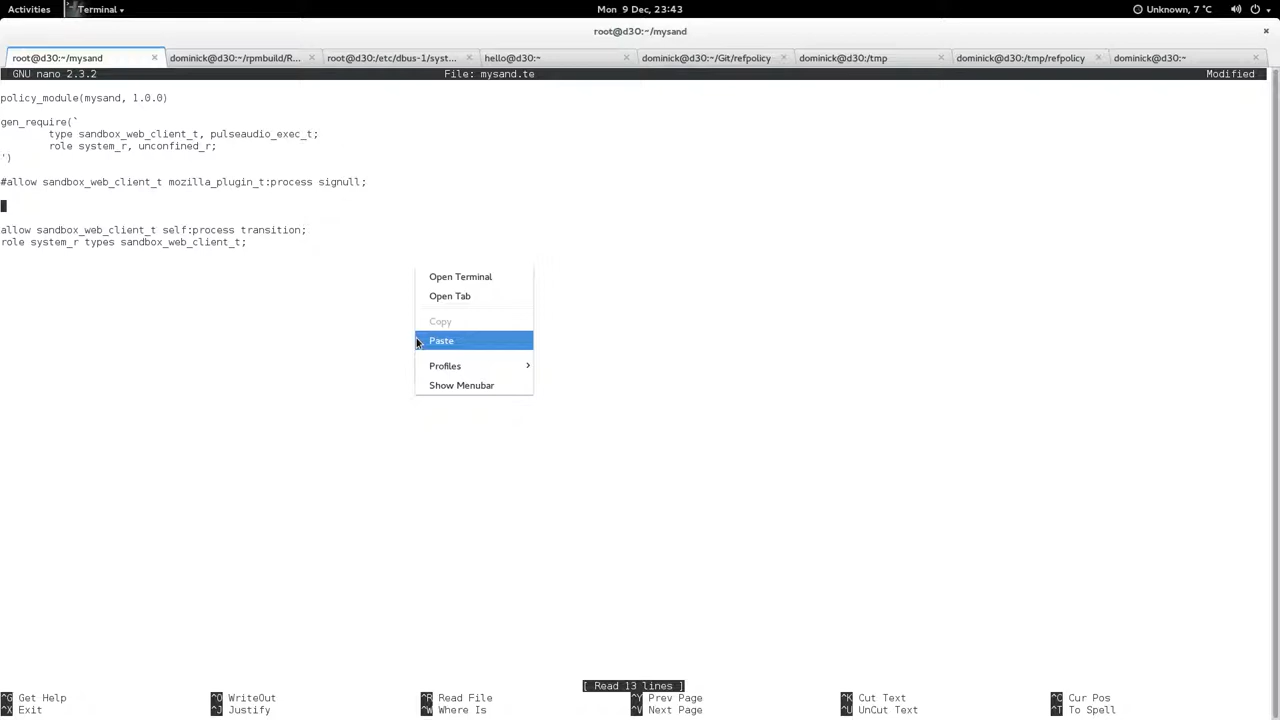 Activities Terminal Mon 9 Dec, 23:43 Unknown, 7 °C
root@d30:~/mysand
root@d30:~/mysand dominick@d30:~/rpmbuild/R... root@d30:/etc/dbus-1/syst... hello@d30:~ dominick@d30:~/Git/refpolicy dominick@d30:/tmp dominick@d30:/tmp/refpolicy dominick@d30:~
GNU nano 2.3.2 File: mysand.te Modified
policy_module(mysand, 1.0.0)
gen_require(`
type sandbox_web_client_t, pulseaudio_exec_t;
role system_r, unconfined_r;
')
#allow sandbox_web_client_t mozilla_plugin_t:process signull;
allow sandbox_web_client_t self:process transition;
role system_r types sandbox_web_client_t;
Open Terminal
Open Tab
Copy
Paste
Profiles
Show Menubar
[ Read 13 lines ]
^G Get Help ^O WriteOut ^R Read File ^Y Prev Page ^K Cut Text ^C Cur Pos
^X Exit ^J Justify ^W Where Is ^V Next Page ^U UnCut Text ^T To Spell